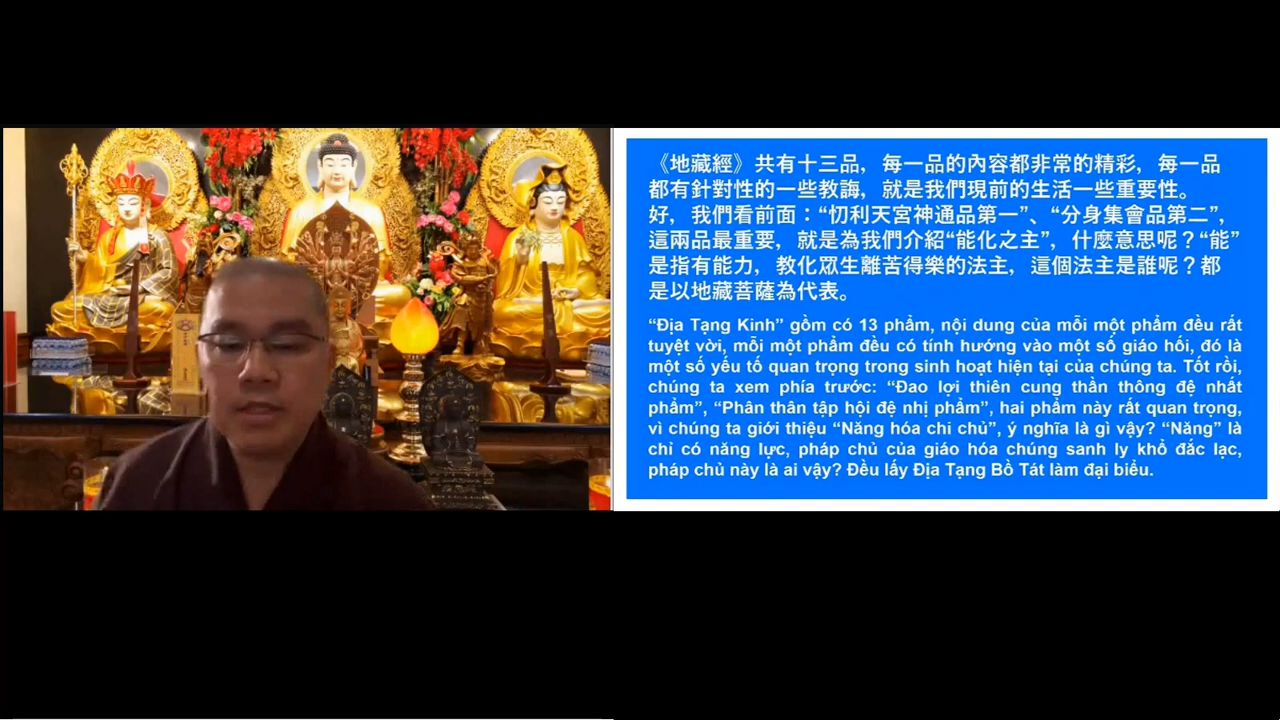 《地藏經》共有十三品，每一品的內容都非常的精彩，每一品
都有針對性的一些教誨，就是我們現前的生活一些重要性。
好，我們看前面：“忉利天宮神通品第一”、“分身集會品第二”，
這兩品最重要，就是為我們介紹“能化之主”，什麼意思呢？“能”
是指有能力，教化眾生離苦得樂的法主，這個法主是誰呢？都
是以地藏菩薩為代表。
“Địa Tạng Kinh” gồm có 13 phẩm, nội dung của mỗi một phẩm đều rất
tuyệt vời, mỗi một phẩm đều có tính hướng vào một số giáo hối, đó là
một số yếu tố quan trọng trong sinh hoạt hiện tại của chúng ta. Tốt rồi,
chúng ta xem phía trước: “Đao lợi thiên cung thần thông đệ nhất
phẩm”, “Phân thân tập hội đệ nhị phẩm”, hai phẩm này rất quan trọng,
vì chúng ta giới thiệu “Năng hóa chi chủ”, ý nghĩa là gì vậy? “Năng” là
chỉ có năng lực, pháp chủ của giáo hóa chúng sanh ly khổ đắc lạc,
pháp chủ này là ai vậy? Đều lấy Địa Tạng Bồ Tát làm đại biểu.